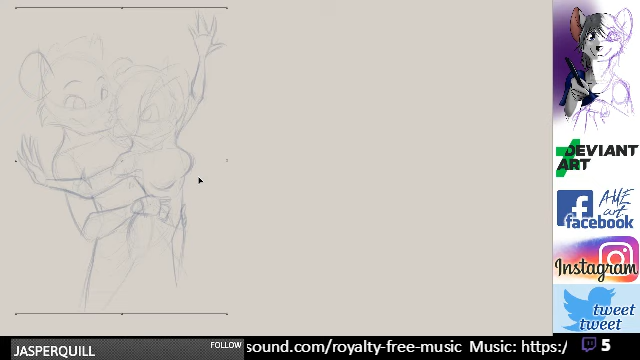 DEVIANT
ART
AHE
art
facebook
Instagram
tweet
tweet
JASPERQUILL
FOLLOW
sound.com/royalty-free-music Music: https:/
5